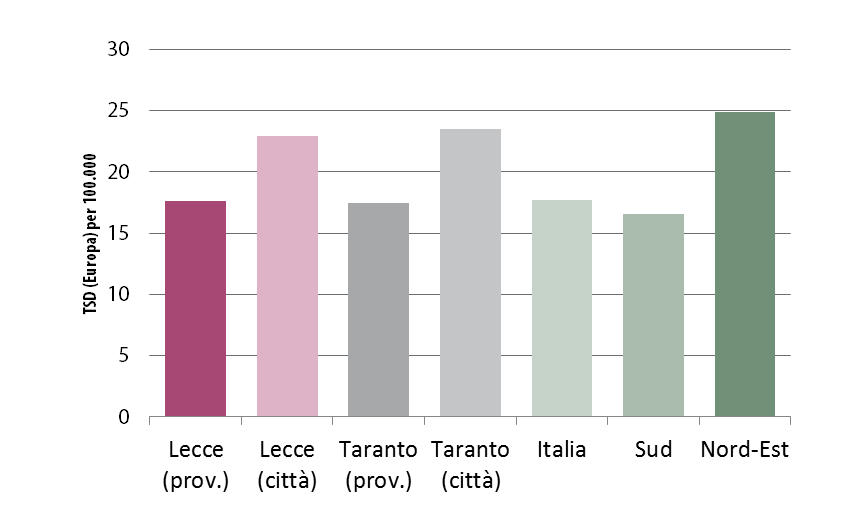 30
25
20
15
10
5
0
TSD (Europa) per 100.000
Lecce (prov.)
Lecce (città)
Taranto (prov.)
Taranto (città)
Italia
Sud
Nord-Est